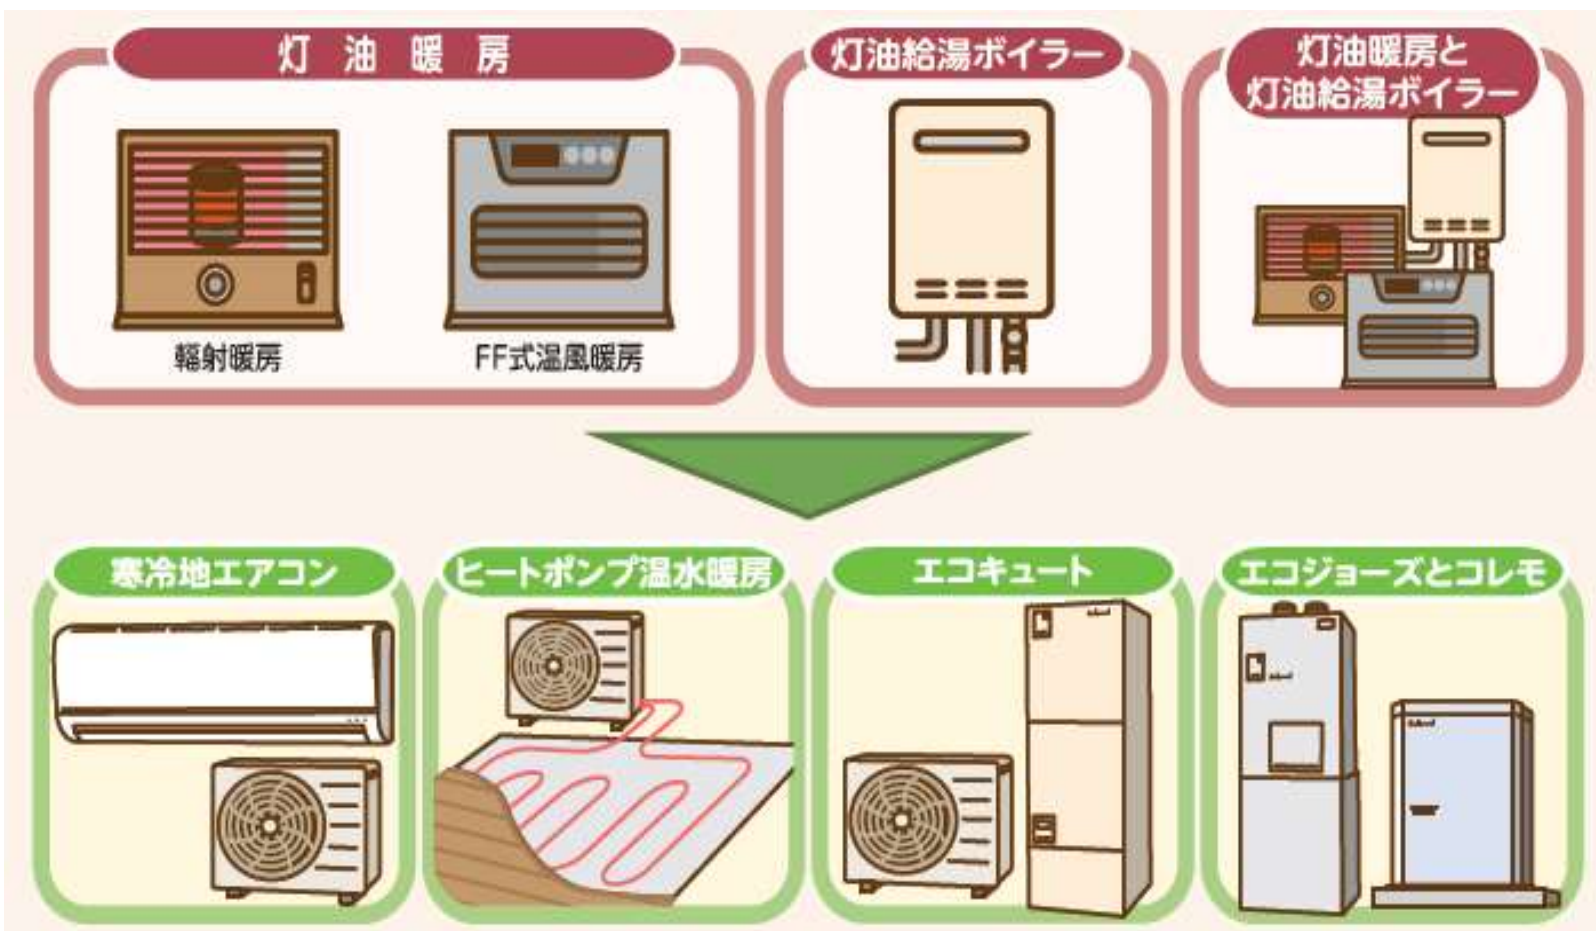 灯油暖房
灯油給湯ボイラー
灯油暖房と
灯油給湯ボイラー
輻射暖房
FF式温風暖房
寒冷地エアコン
ヒートポンプ温水暖房
エコキュート
エコジョーズとコレモ